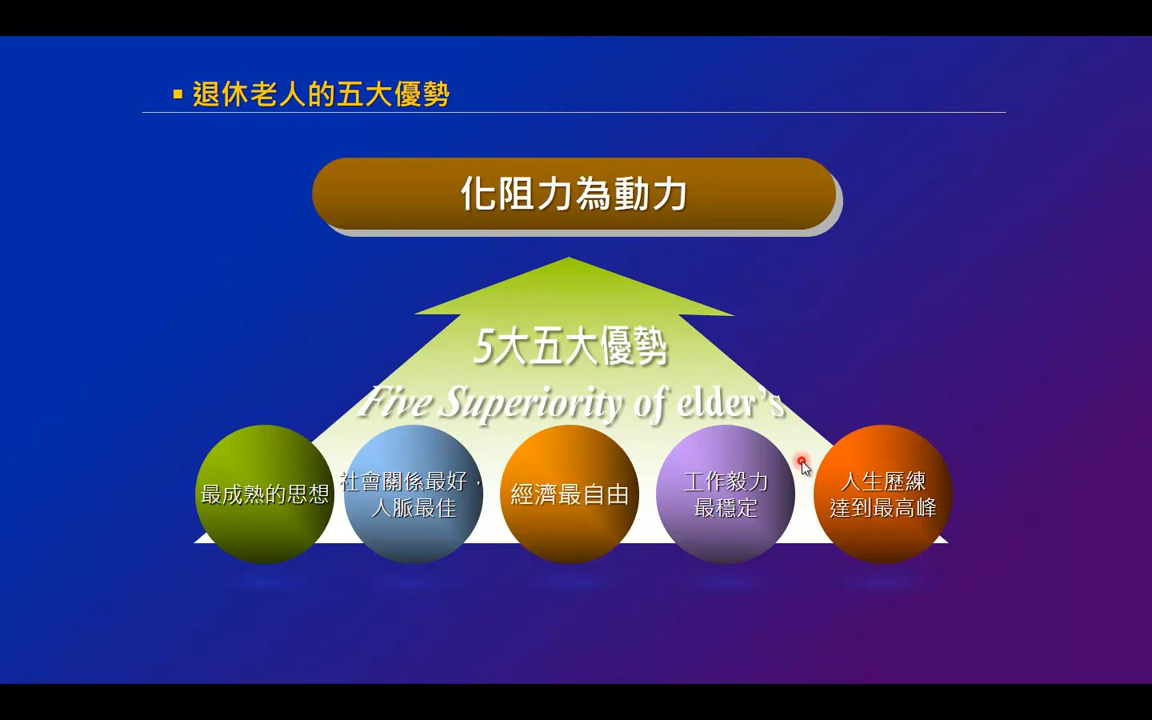 ▪ 退休老人的五大優勢
化阻力為動力
5大五大優勢
Five Superiority of elder's
最成熟的思想
社會關係最好，
人脈最佳
經濟最自由
工作毅力
最穩定
人生歷練
達到最高峰